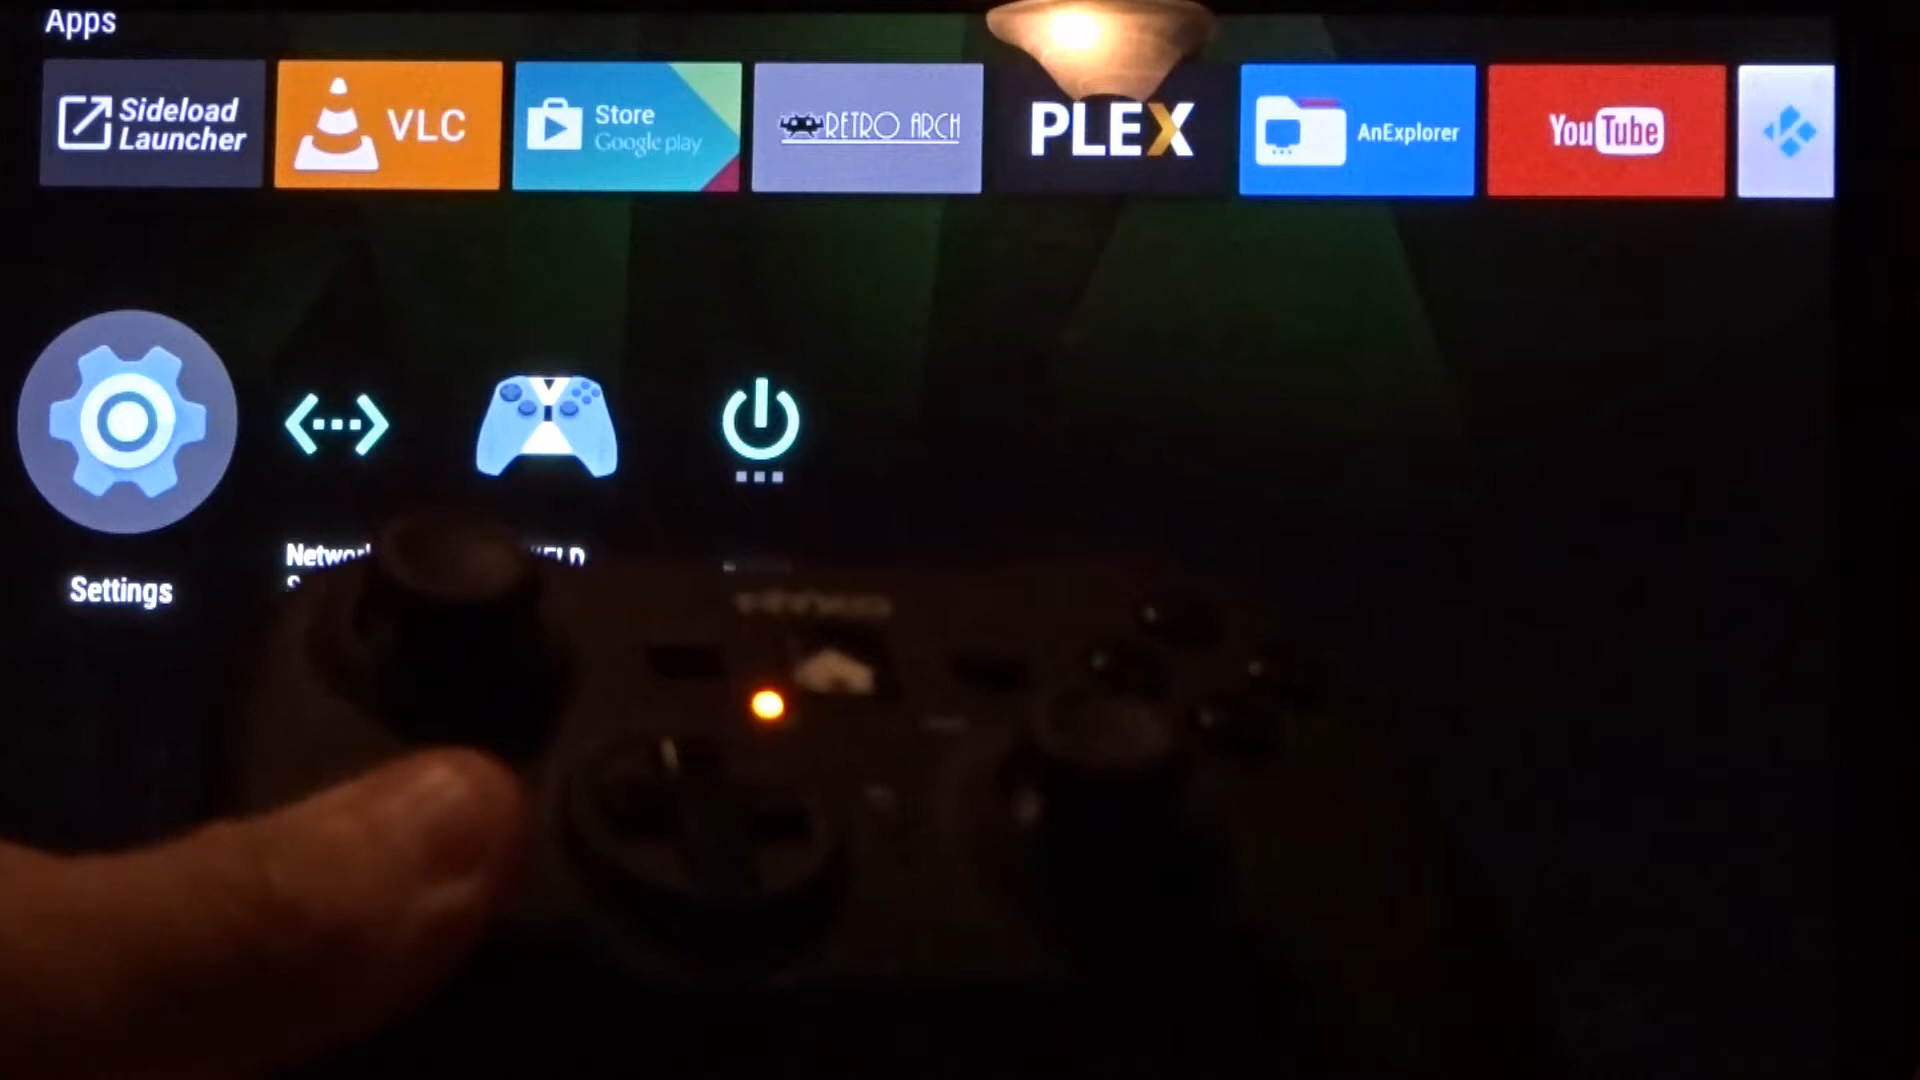 Apps
Sideload
Launcher
VLC
Store
Google play
RETRO ARCH
PLEX
AnExplorer
YouTube
Settings